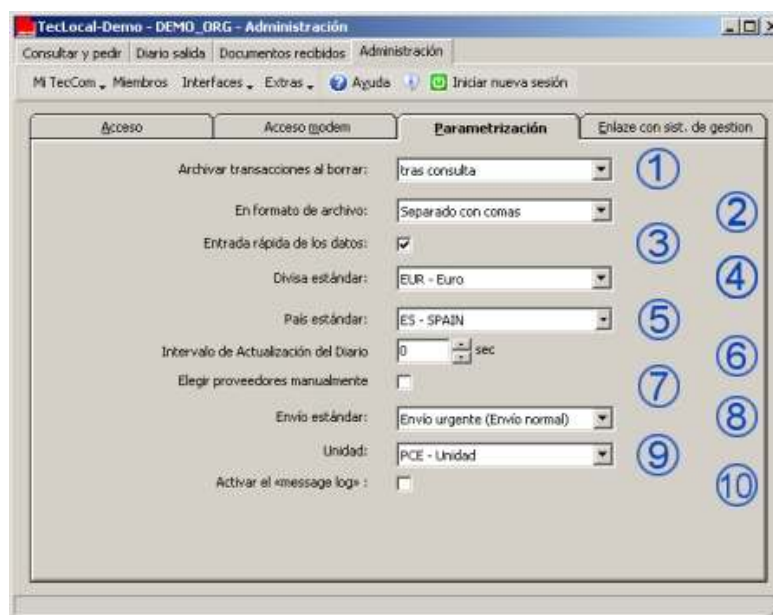 TecLocal-Demo - DEMO_ORG - Administración
Consultar y pedir Diario salida Documentos recibidos Administración
Mi TecCom Miembros Interfaces Extras Ayuda Iniciar nueva sesión
Acceso Acceso modem Parametrización Enlaze con sist. de gestion
Archivar transacciones al borrar: tras consulta 1
En formato de archivo: Separado con comas 2
Entrada rápida de los datos: 3
Divisa estándar: EUR - Euro 4
País estándar: ES - SPAIN 5
Intervalo de Actualización del Diario 0 sec 6
Elegir proveedores manualmente 7
Envío estándar: Envío urgente (Envío normal) 8
Unidad: PCE - Unidad 9
Activar el «message log» : 10